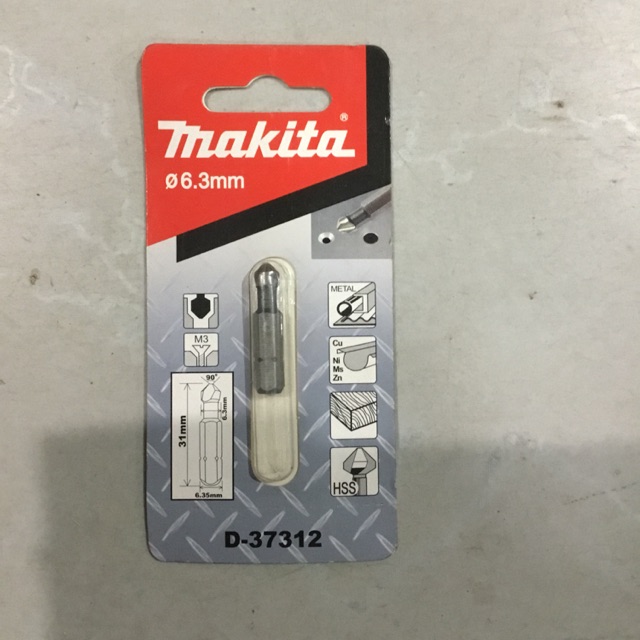 makita®
ø6.3mm
METAL
M3
Cu
Ni
Ms
Zn
90°
6.3mm
31mm
6.35mm
HSS
D-37312